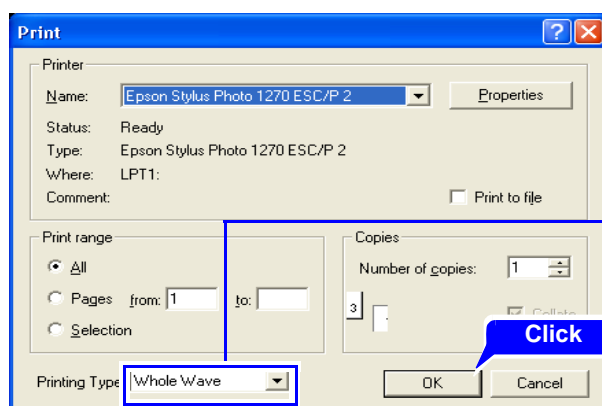 Print
Printer
Name: Epson Stylus Photo 1270 ESC/P 2 Properties
Status: Ready
Type: Epson Stylus Photo 1270 ESC/P 2
Where: LPT1:
Comment: Print to file
Print range
All
Pages from: 1 to:
Selection
Copies
Number of copies: 1
3
Collate
Click
Printing Type Whole Wave OK Cancel